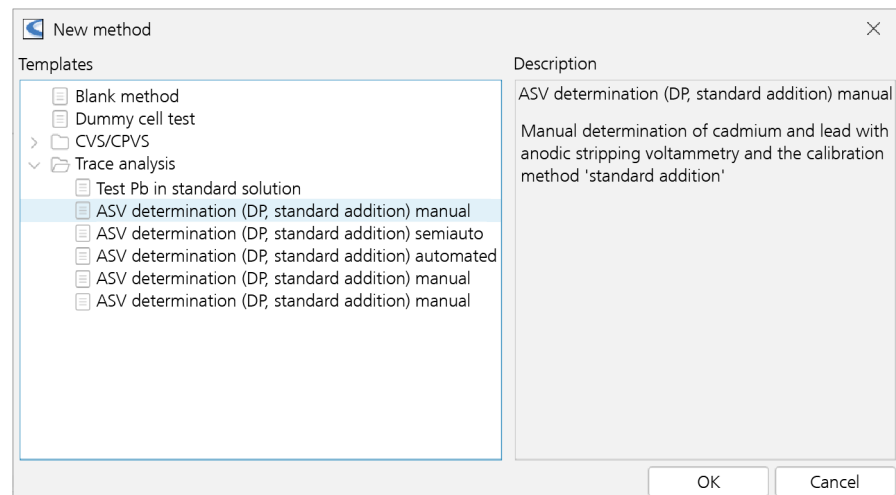 New method
Templates
Blank method
Dummy cell test
CVS/CPVS
Trace analysis
Test Pb in standard solution
ASV determination (DP, standard addition) manual
ASV determination (DP, standard addition) semiauto
ASV determination (DP, standard addition) automated
ASV determination (DP, standard addition) manual
ASV determination (DP, standard addition) manual
Description
ASV determination (DP, standard addition) manual
Manual determination of cadmium and lead with
anodic stripping voltammetry and the calibration
method 'standard addition'
OK
Cancel